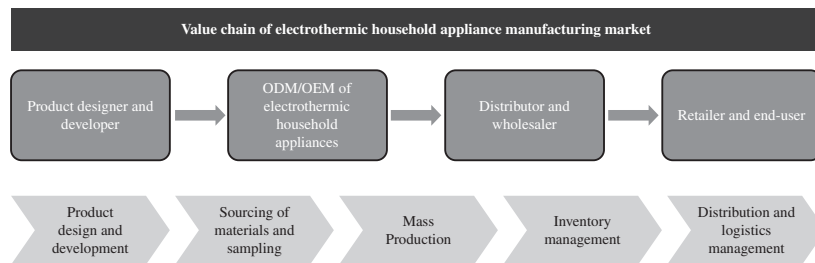 Value chain of electrothermic household appliance manufacturing market
Product designer and
developer
ODM/OEM of
electrothermic
household
appliances
Distributor and
wholesaler
Retailer and end-user
Product
design and
development
Sourcing of
materials and
sampling
Mass
Production
Inventory
management
Distribution and
logistics
management